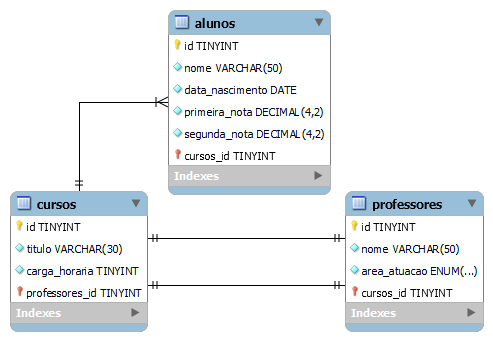 alunos
id TINYINT
nome VARCHAR(50)
data_nascimento DATE
primeira_nota DECIMAL(4,2)
segunda_nota DECIMAL(4,2)
cursos_id TINYINT
Indexes
cursos
id TINYINT
titulo VARCHAR(30)
carga_horaria TINYINT
professores_id TINYINT
Indexes
professores
id TINYINT
nome VARCHAR(50)
area_atuacao ENUM(...)
cursos_id TINYINT
Indexes